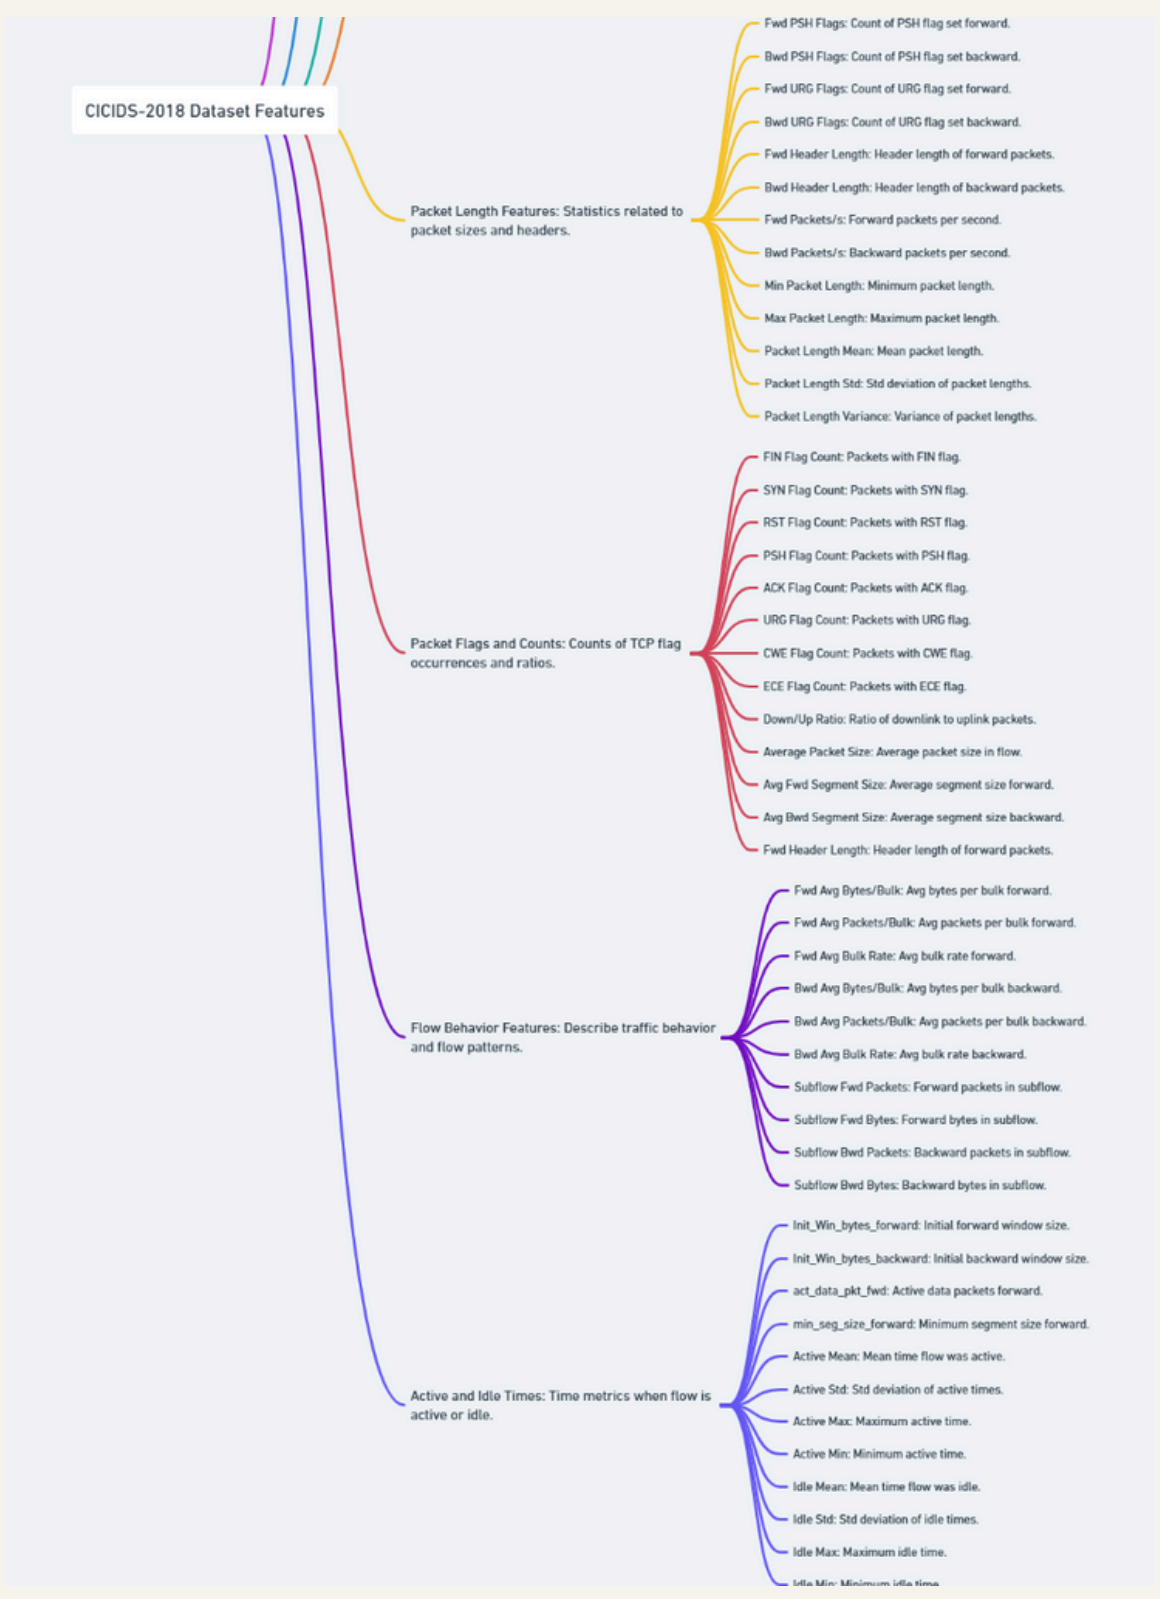 CICIDS-2018 Dataset Features
Packet Length Features: Statistics related to
packet sizes and headers.
Fwd PSH Flags: Count of PSH flag set forward.
Bwd PSH Flags: Count of PSH flag set backward.
Fwd URG Flags: Count of URG flag set forward.
Bwd URG Flags: Count of URG flag set backward.
Fwd Header Length: Header length of forward packets.
Bwd Header Length: Header length of backward packets.
Fwd Packets/s: Forward packets per second.
Bwd Packets/s: Backward packets per second.
Min Packet Length: Minimum packet length.
Max Packet Length: Maximum packet length.
Packet Length Mean: Mean packet length.
Packet Length Std: Std deviation of packet lengths.
Packet Length Variance: Variance of packet lengths.
Packet Flags and Counts: Counts of TCP flag
occurrences and ratios.
FIN Flag Count: Packets with FIN flag.
SYN Flag Count: Packets with SYN flag.
RST Flag Count: Packets with RST flag.
PSH Flag Count: Packets with PSH flag.
ACK Flag Count: Packets with ACK flag.
URG Flag Count: Packets with URG flag.
CWE Flag Count: Packets with CWE flag.
ECE Flag Count: Packets with ECE flag.
Down/Up Ratio: Ratio of downlink to uplink packets.
Average Packet Size: Average packet size in flow.
Avg Fwd Segment Size: Average segment size forward.
Avg Bwd Segment Size: Average segment size backward.
Fwd Header Length: Header length of forward packets.
Flow Behavior Features: Describe traffic behavior
and flow patterns.
Fwd Avg Bytes/Bulk: Avg bytes per bulk forward.
Fwd Avg Packets/Bulk: Avg packets per bulk forward.
Fwd Avg Bulk Rate: Avg bulk rate forward.
Bwd Avg Bytes/Bulk: Avg bytes per bulk backward.
Bwd Avg Packets/Bulk: Avg packets per bulk backward.
Bwd Avg Bulk Rate: Avg bulk rate backward.
Subflow Fwd Packets: Forward packets in subflow.
Subflow Fwd Bytes: Forward bytes in subflow.
Subflow Bwd Packets: Backward packets in subflow.
Subflow Bwd Bytes: Backward bytes in subflow.
Active and Idle Times: Time metrics when flow is
active or idle.
Init_Win_bytes_forward: Initial forward window size.
Init_Win_bytes_backward: Initial backward window size.
act_data_pkt_fwd: Active data packets forward.
min_seg_size_forward: Minimum segment size forward.
Active Mean: Mean time flow was active.
Active Std: Std deviation of active times.
Active Max: Maximum active time.
Active Min: Minimum active time.
Idle Mean: Mean time flow was idle.
Idle Std: Std deviation of idle times.
Idle Max: Maximum idle time.
Idle Min: Minimum idle time